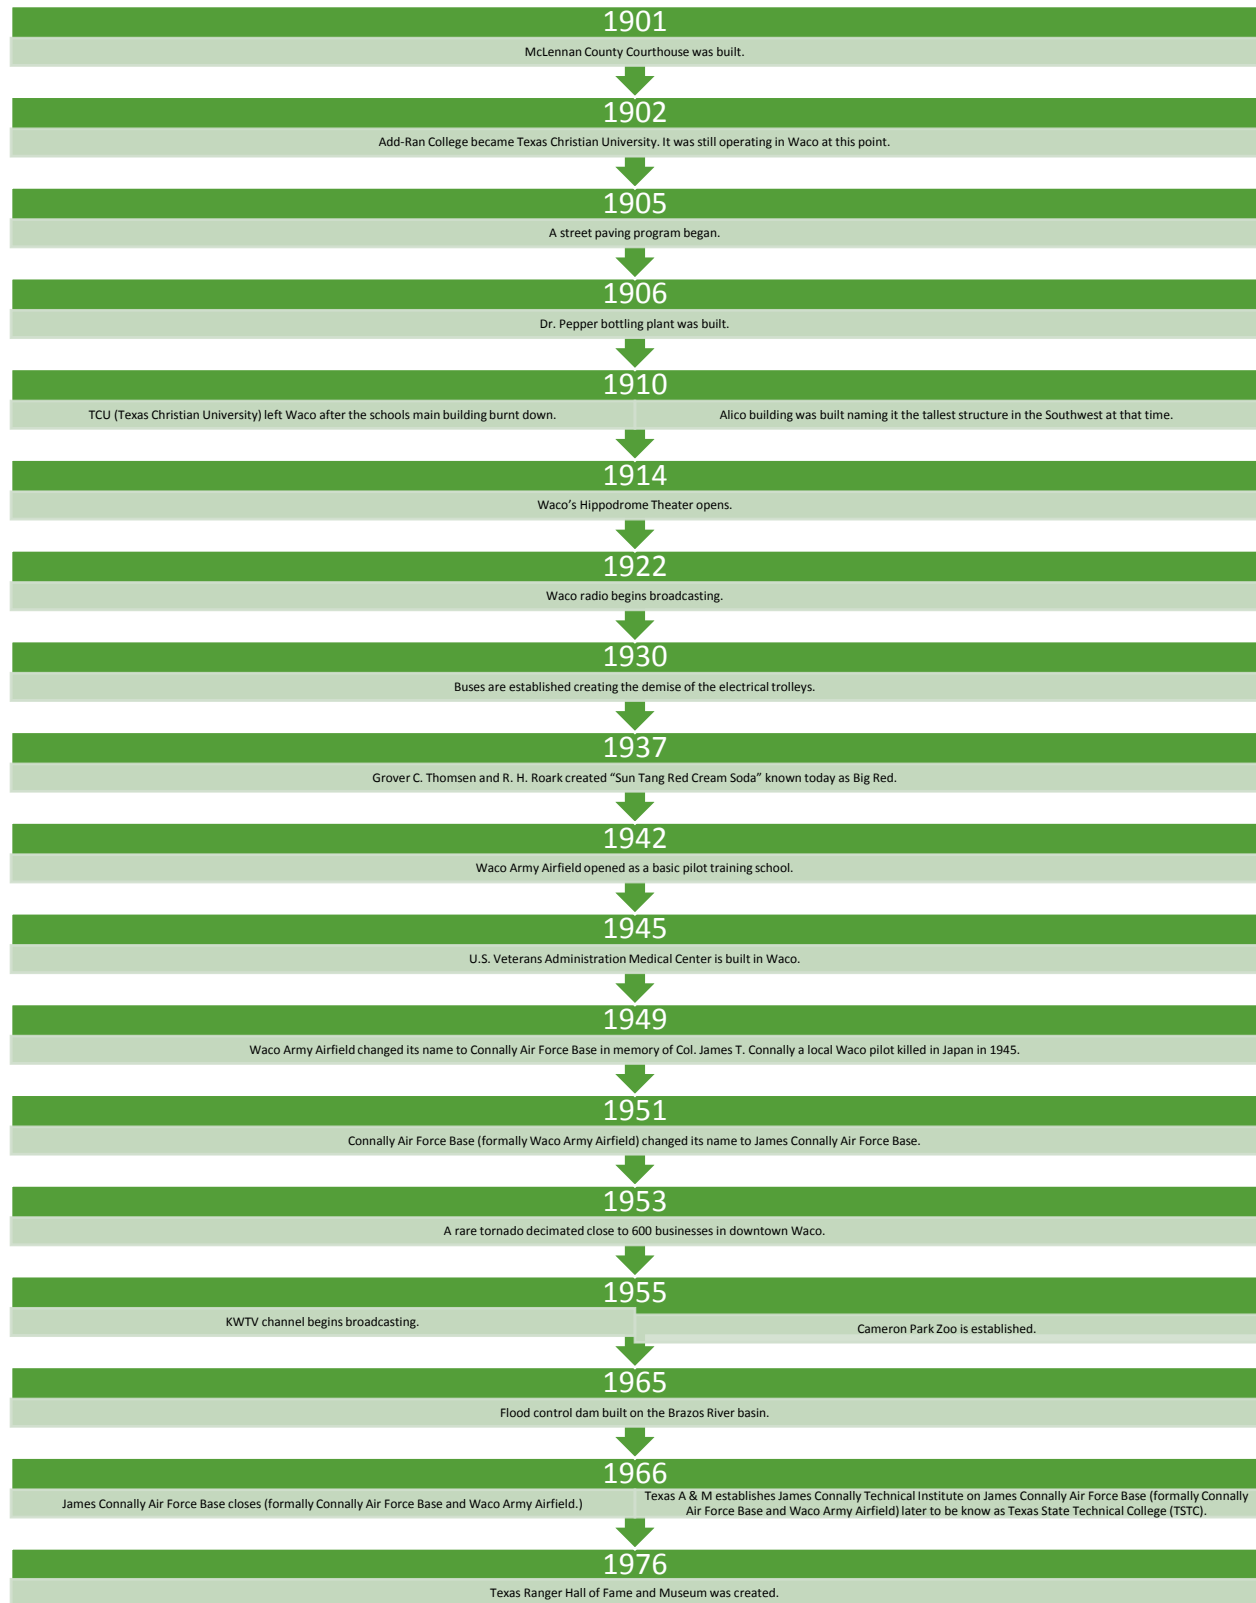 1901
McLennan County Courthouse was built.
1902
Add-Ran College became Texas Christian University. It was still operating in Waco at this point.
1905
A street paving program began.
1906
Dr. Pepper bottling plant was built.
1910
TCU (Texas Christian University) left Waco after the schools main building burnt down.
Alico building was built naming it the tallest structure in the Southwest at that time.
1914
Waco’s Hippodrome Theater opens.
1922
Waco radio begins broadcasting.
1930
Buses are established creating the demise of the electrical trolleys.
1937
Grover C. Thomsen and R. H. Roark created “Sun Tang Red Cream Soda” known today as Big Red.
1942
Waco Army Airfield opened as a basic pilot training school.
1945
U.S. Veterans Administration Medical Center is built in Waco.
1949
Waco Army Airfield changed its name to Connally Air Force Base in memory of Col. James T. Connally a local Waco pilot killed in Japan in 1945.
1951
Connally Air Force Base (formally Waco Army Airfield) changed its name to James Connally Air Force Base.
1953
A rare tornado decimated close to 600 businesses in downtown Waco.
1955
KWTV channel begins broadcasting.
Cameron Park Zoo is established.
1965
Flood control dam built on the Brazos River basin.
1966
James Connally Air Force Base closes (formally Connally Air Force Base and Waco Army Airfield.)
Texas A & M establishes James Connally Technical Institute on James Connally Air Force Base (formally Connally
Air Force Base and Waco Army Airfield) later to be know as Texas State Technical College (TSTC).
1976
Texas Ranger Hall of Fame and Museum was created.